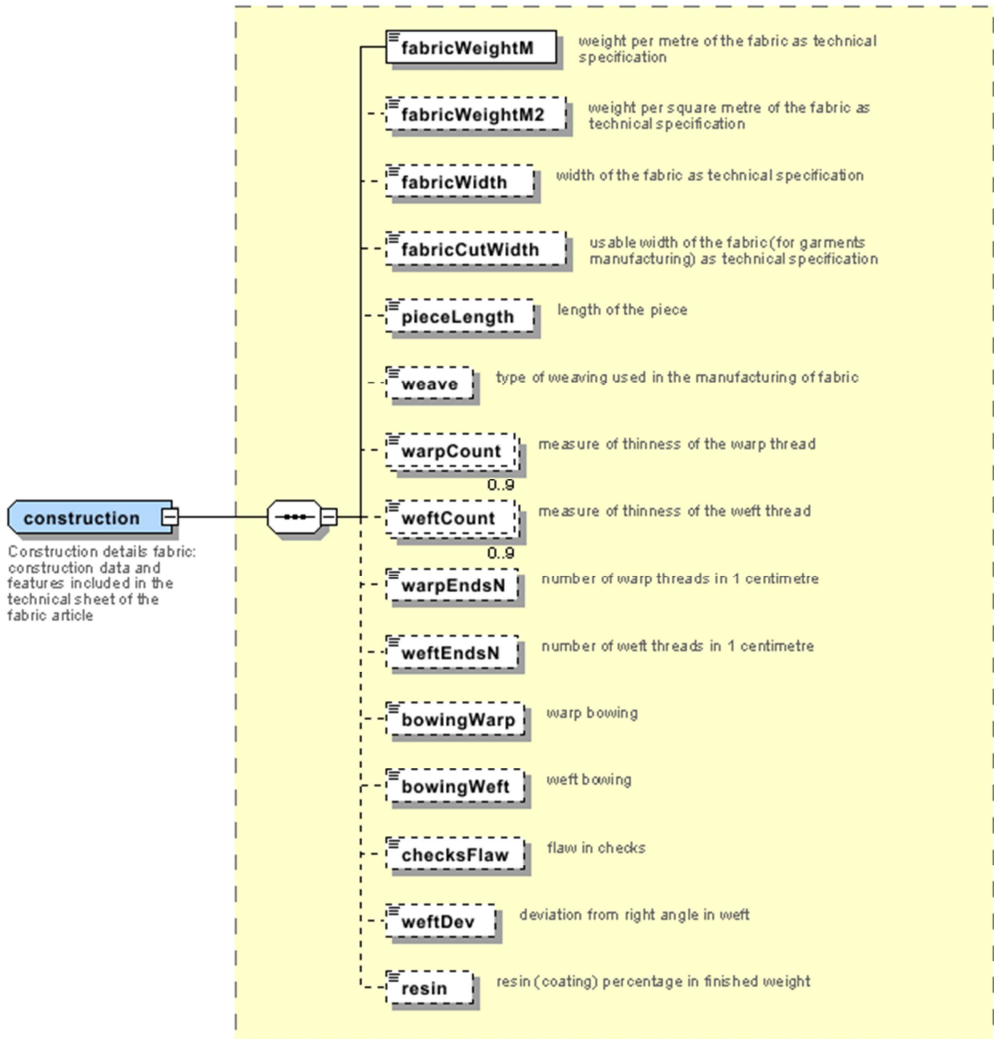 fabricWeightM
weight per metre of the fabric as technical
specification
fabricWeightM2
weight per square metre of the fabric as
technical specification
fabricWidth
width of the fabric as technical specification
fabricCutWidth
usable width of the fabric (for garments
manufacturing) as technical specification
pieceLength
length of the piece
weave
type of weaving used in the manufacturing of fabric
warpCount
measure of thinness of the warp thread
0..9
construction
Construction details fabric:
construction data and
features included in the
technical sheet of the
fabric article
weftCount
measure of thinness of the weft thread
0..9
warpEndsN
number of warp threads in 1 centimetre
weftEndsN
number of weft threads in 1 centimetre
bowingWarp
warp bowing
bowingWeft
weft bowing
checksFlaw
flaw in checks
weftDev
deviation from right angle in weft
resin
resin (coating) percentage in finished weight